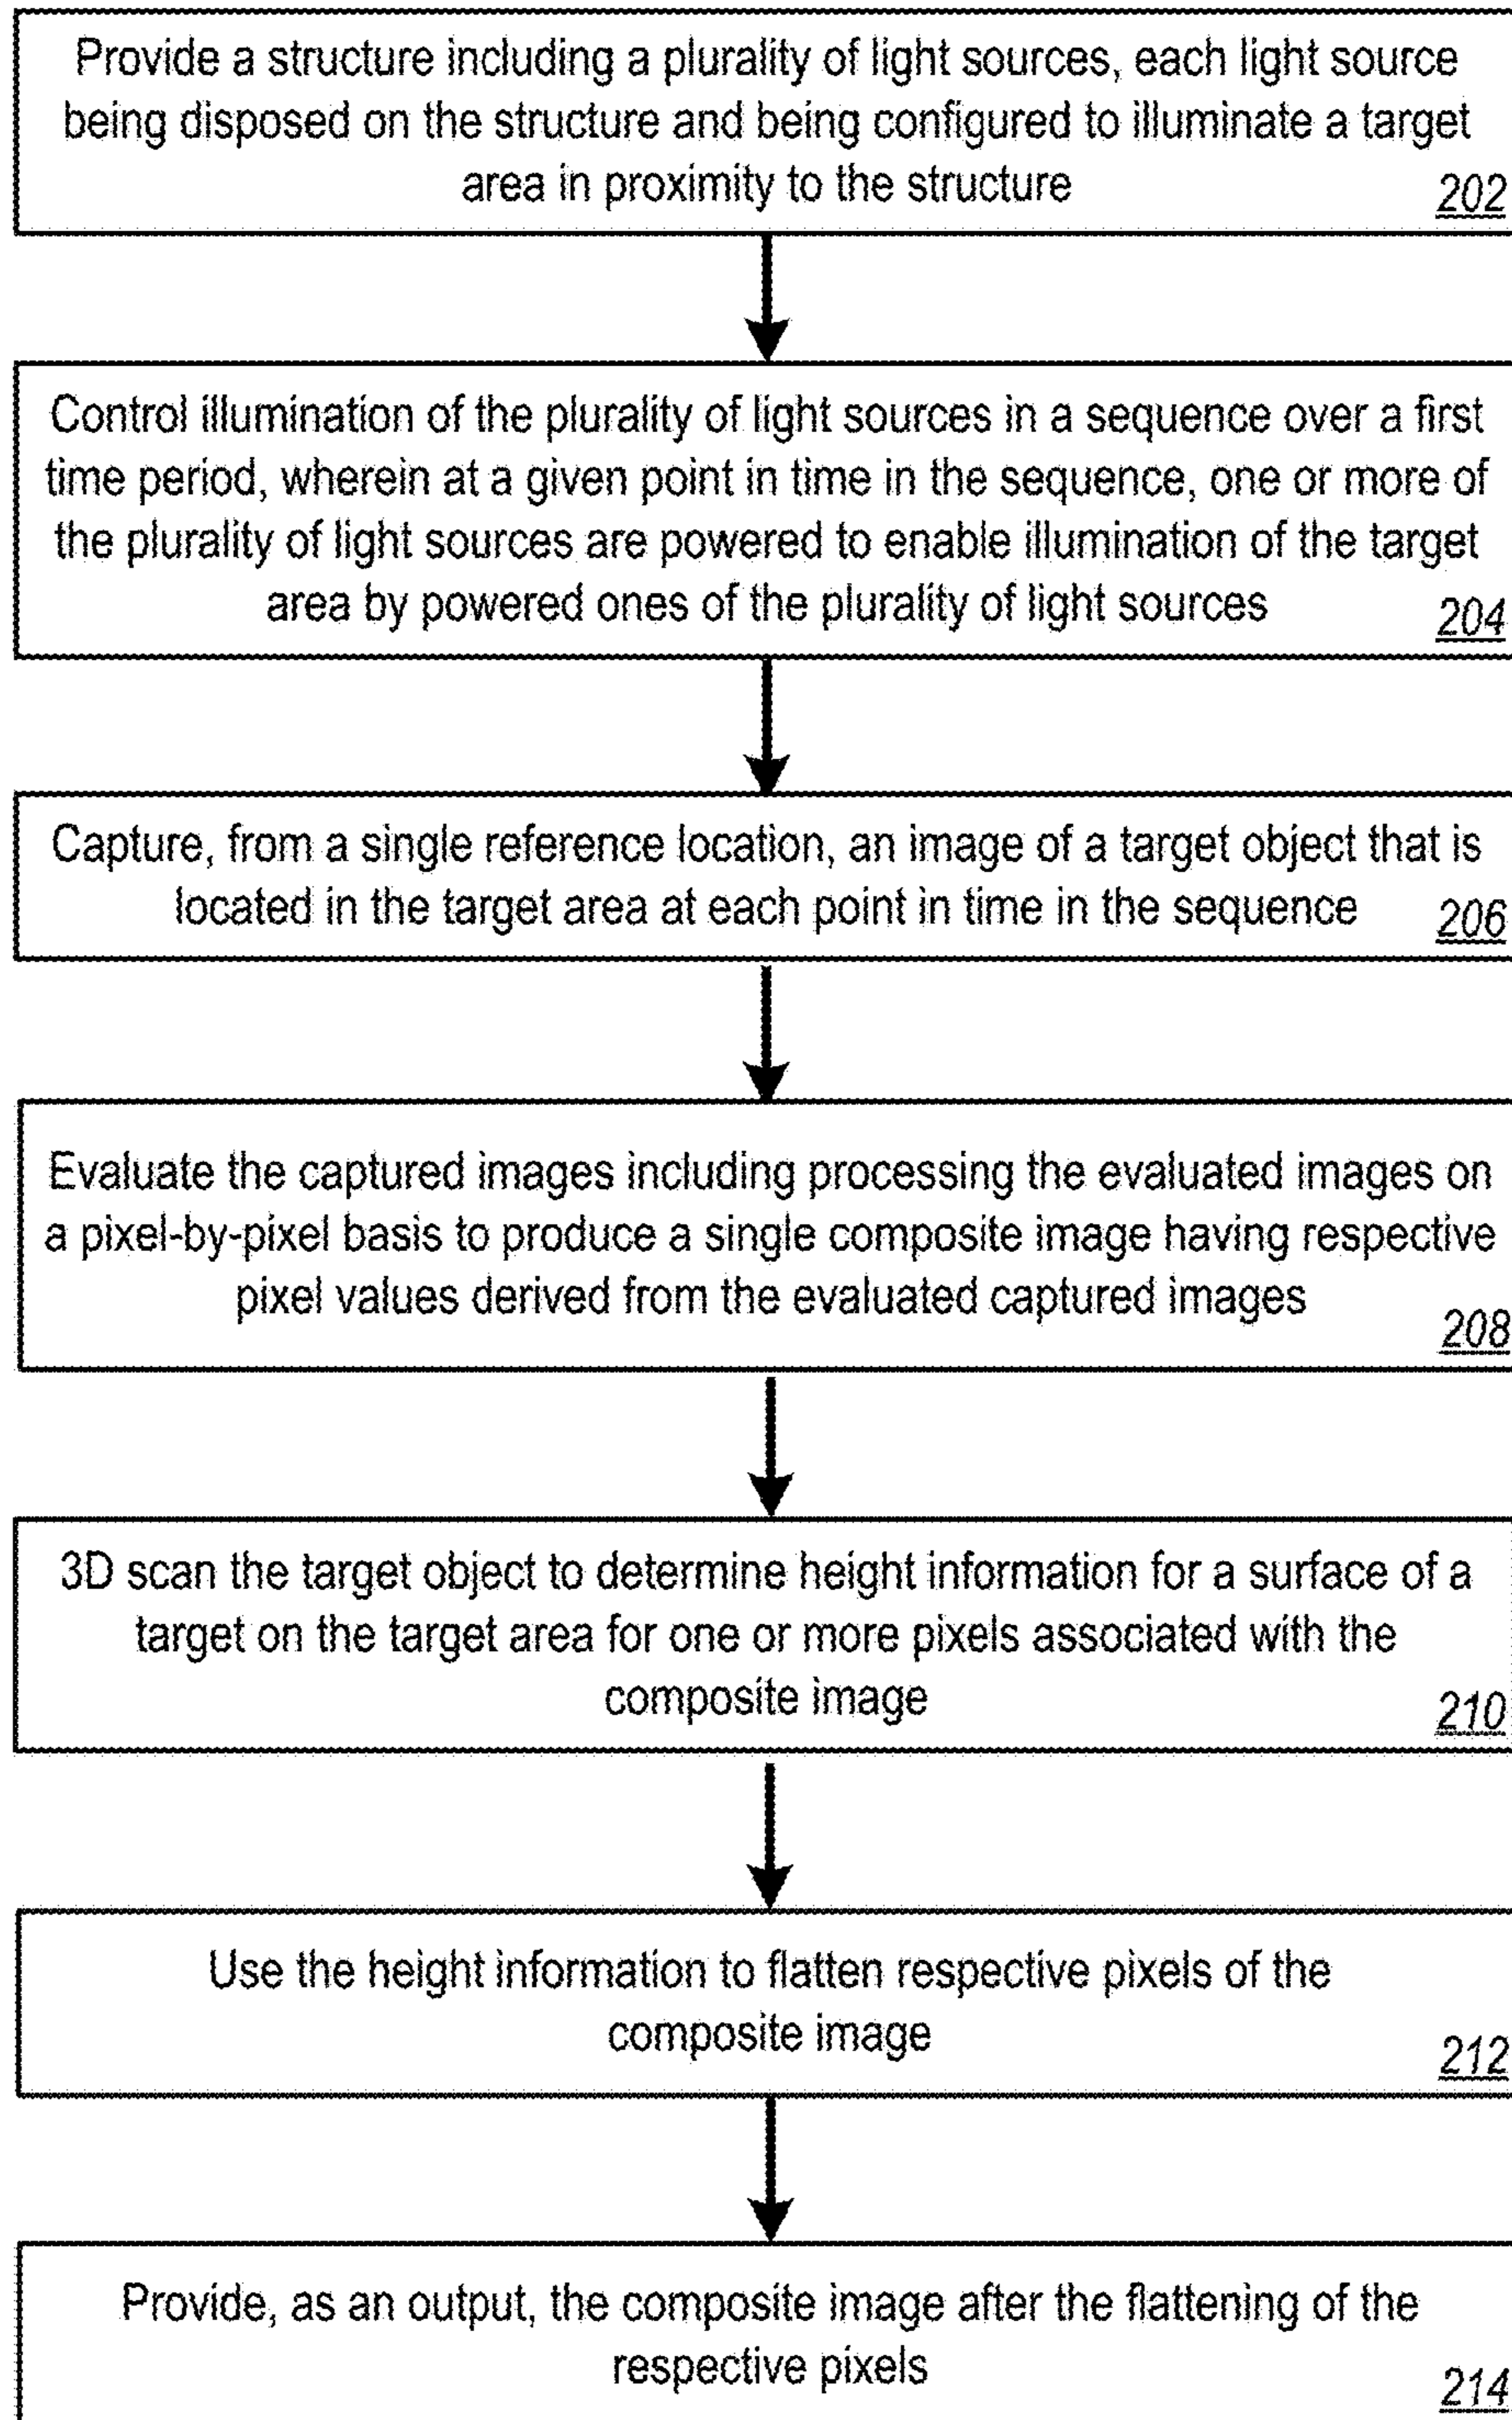 Provide a structure including a plurality of light sources, each light source
being disposed on the structure and being configured to illuminate a target
area in proximity to the structure
202
Control illumination of the plurality of light sources in a sequence over a first
time period, wherein at a given point in time in the sequence, one or more of
the plurality of light sources are powered to enable illumination of the target
area by powered ones of the plurality of light sources
204
Capture, from a single reference location, an image of a target object that is
located in the target area at each point in time in the sequence
206
Evaluate the captured images including processing the evaluated images on
a pixel-by-pixel basis to produce a single composite image having respective
pixel values derived from the evaluated captured images
208
3D scan the target object to determine height information for a surface of a
target on the target area for one or more pixels associated with the
composite image
210
Use the height information to flatten respective pixels of the
composite image
212
Provide, as an output, the composite image after the flattening of the
respective pixels
214